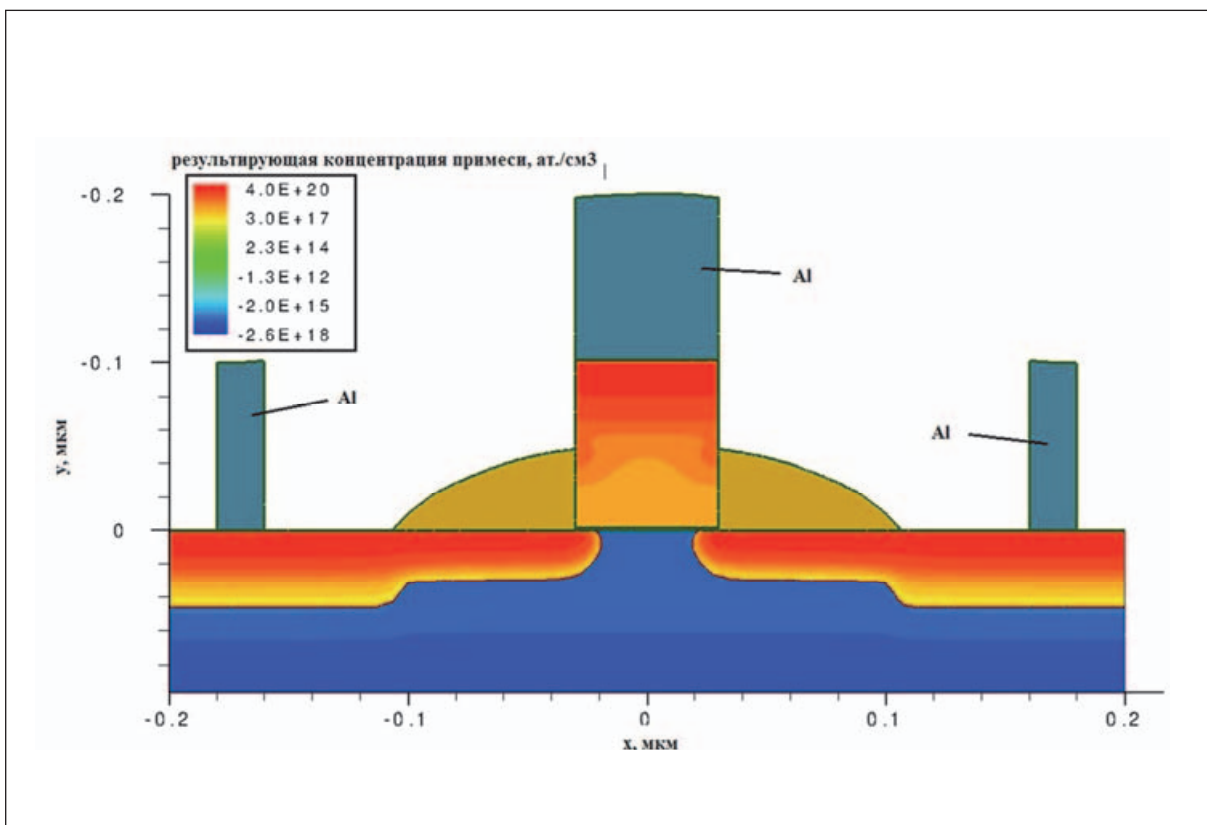 результирующая концентрация примеси, ат./см3
4.0E+20
3.0E+17
2.3E+14
-1.3E+12
-2.0E+15
-2.6E+18
-0.2
-0.1
0
y, мкм
Al
Al
Al
-0.2
-0.1
0
0.1
0.2
x, мкм